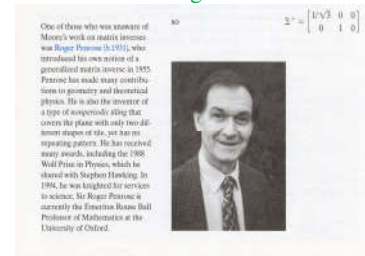 One of those who was unaware of
Moore's work on matrix inverses
was Roger Penrose (b.1931), who
introduced his own notion of a
generalized matrix inverse in 1955.
Penrose has made many contribu-
tions to geometry and theoretical
physics. He is also the inventor of
a type of nonperiodic tiling that
covers the plane with only two dif-
ferent shapes of tile, yet has no
repeating pattern. He has received
many awards, including the 1988
Wolf Prize in Physics, which he
shared with Stephen Hawking. In
1994, he was knighted for services
to science. Sir Roger Penrose is
currently the Emeritus Rouse Ball
Professor of Mathematics at the
University of Oxford.
so
Σ⁺ = [1/√3 0 0]
[0 1 0]